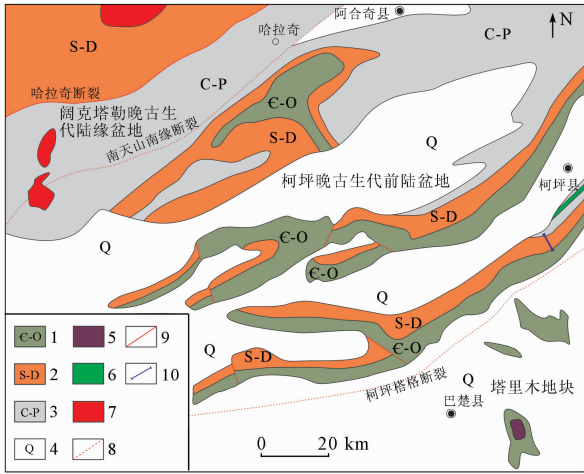 阿合奇县
N
S-D
哈拉奇
C-P
哈拉奇断裂
C-P
阔克塔勒晚古生
代陆缘盆地
Є-O
南天山南缘断裂
S-D
Q
柯坪晚古生代前陆盆地
柯坪县
S-D
Q
Є-O
Є-O
Q
S-D
Є-O
S-D
Q
柯坪塔格断裂
Q
塔里木地块
巴楚县
0 20 km
Є-O 1
5
9
S-D 2
6
10
C-P 3
7
Q 4
8